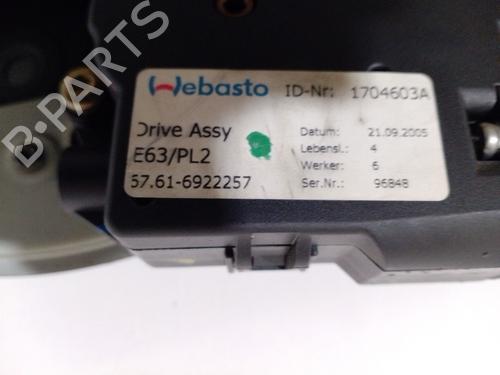 Webasto ID-Nr: 1704603A
Drive Assy
E63/PL2
57.61-6922257
Datum: 21.09.2005
Lebensl.: 4
Werker: 6
Ser.Nr.: 96848
B-PARTS